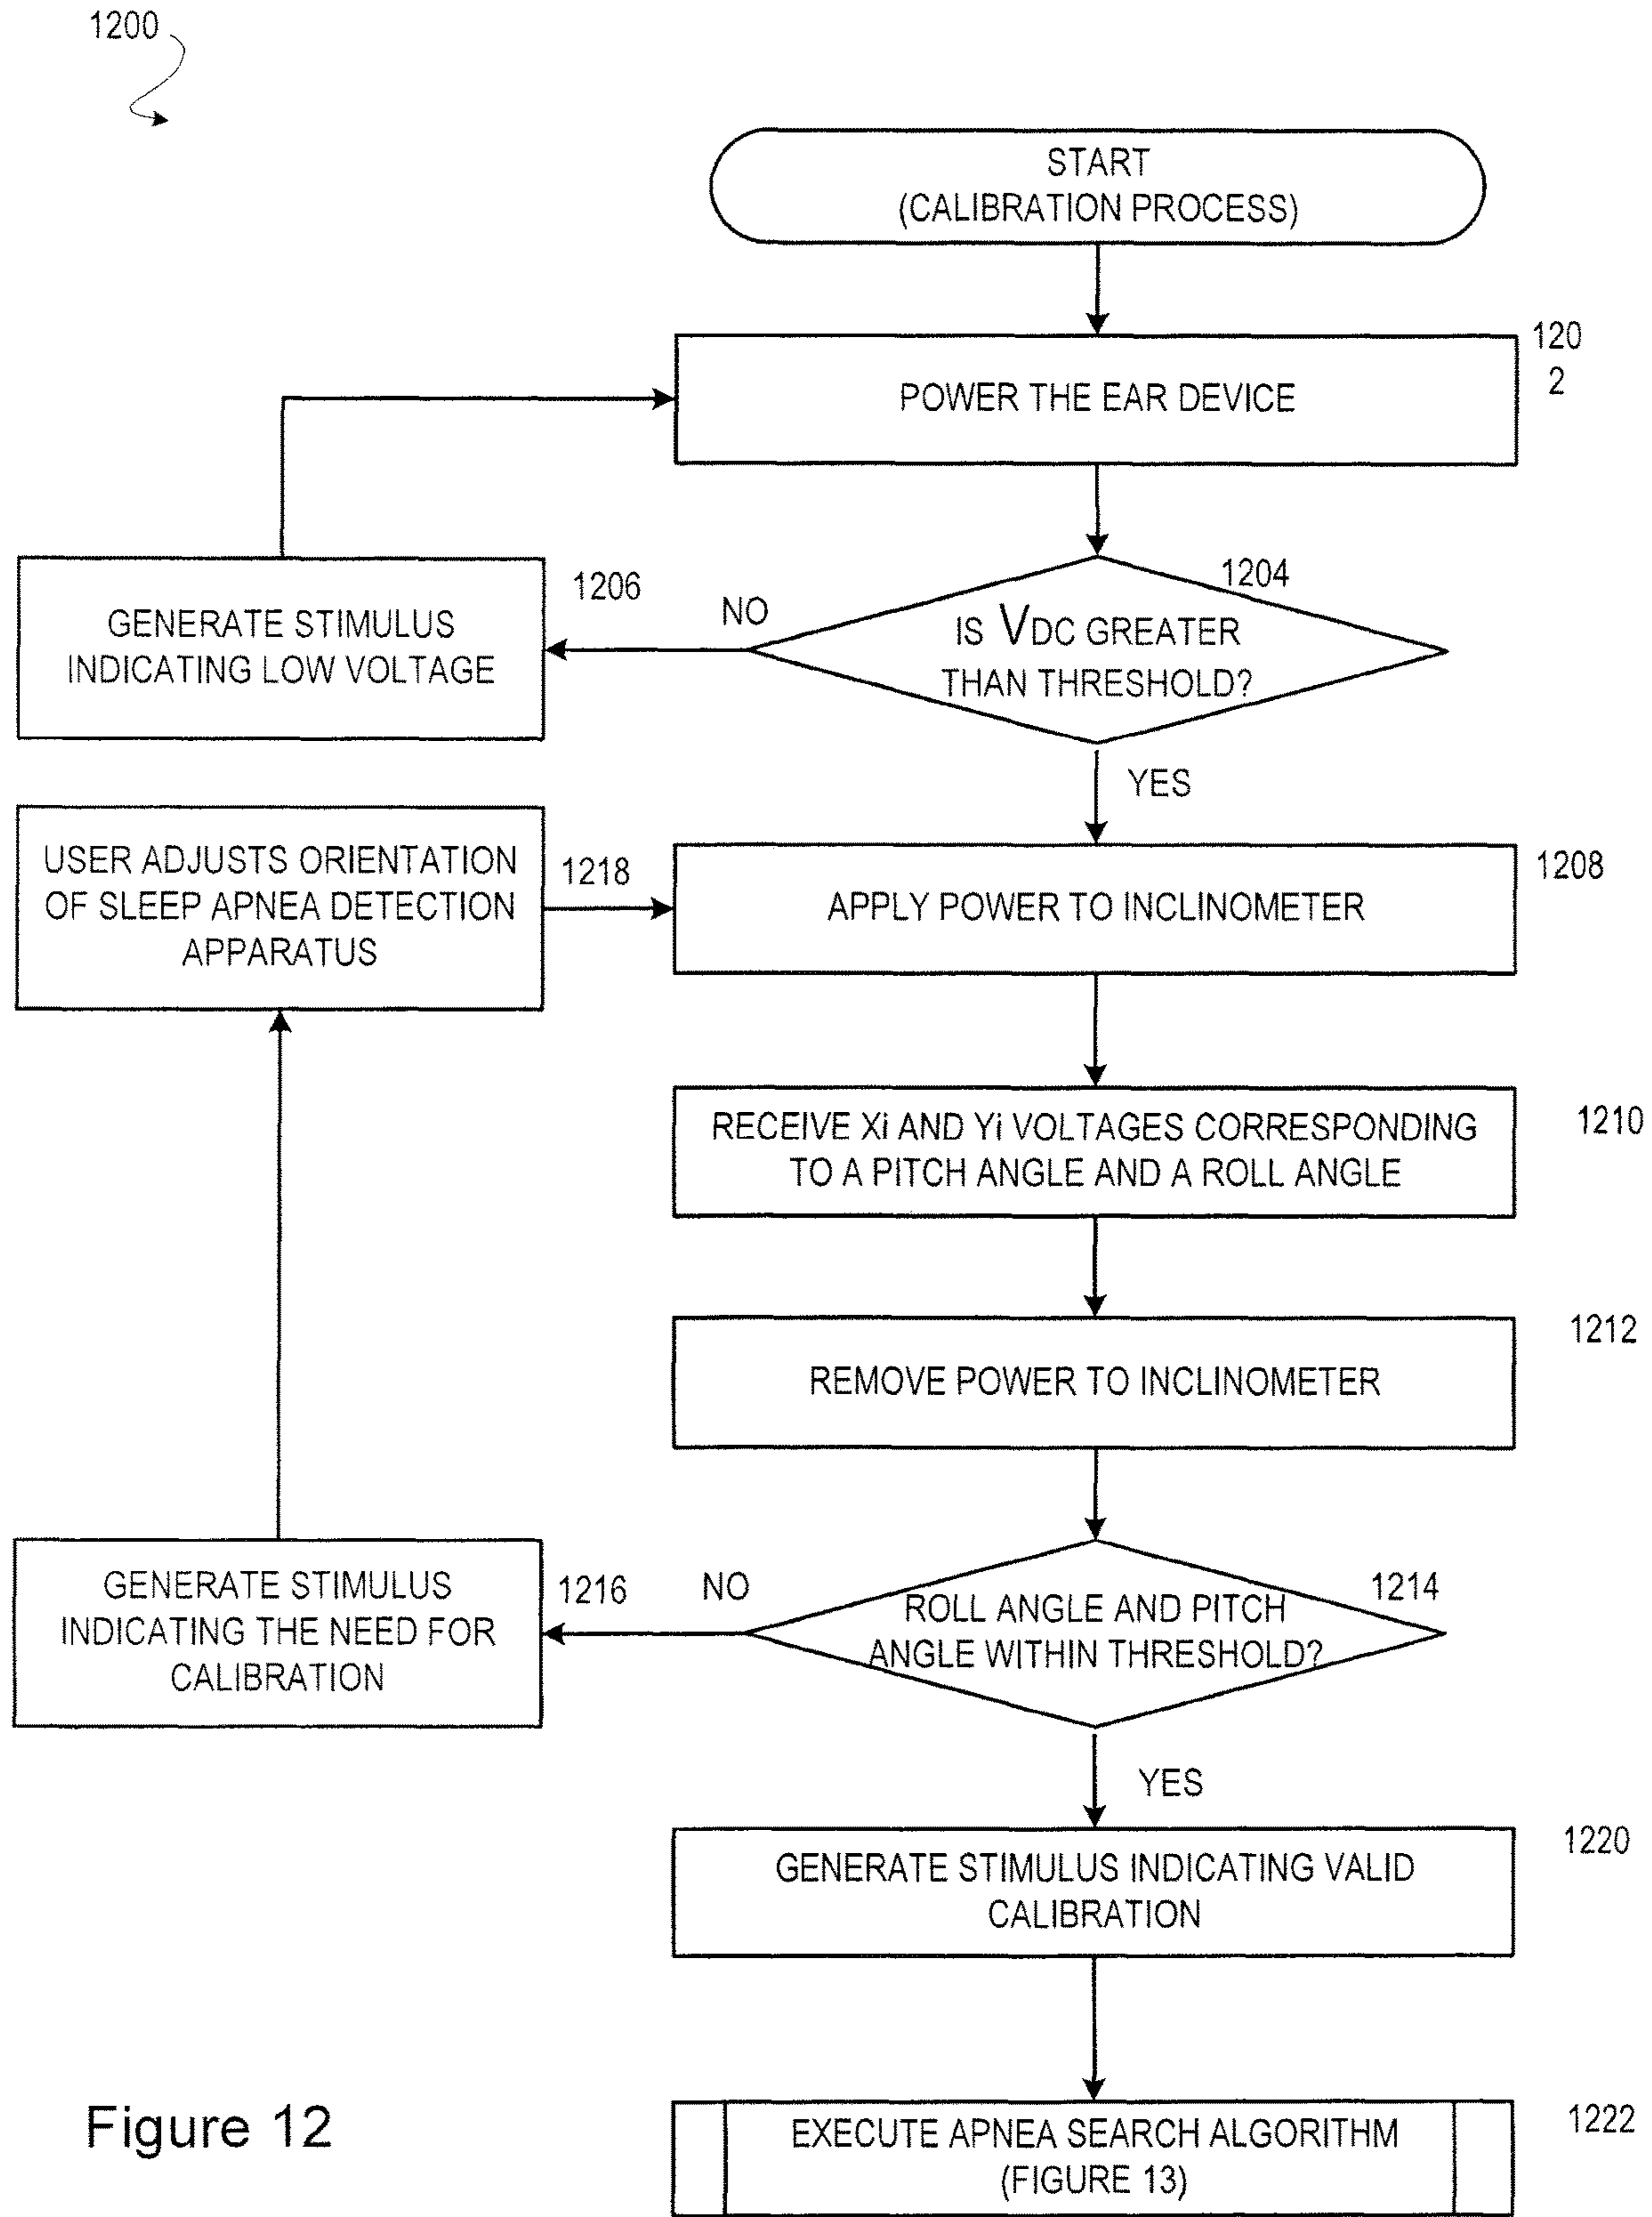 1200
START
(CALIBRATION PROCESS)
120
2
POWER THE EAR DEVICE
1204
IS VDC GREATER
THAN THRESHOLD?
NO
1206
GENERATE STIMULUS
INDICATING LOW VOLTAGE
YES
USER ADJUSTS ORIENTATION
OF SLEEP APNEA DETECTION
APPARATUS
1218
1208
APPLY POWER TO INCLINOMETER
1210
RECEIVE Xi AND Yi VOLTAGES CORRESPONDING
TO A PITCH ANGLE AND A ROLL ANGLE
1212
REMOVE POWER TO INCLINOMETER
1214
ROLL ANGLE AND PITCH
ANGLE WITHIN THRESHOLD?
NO
1216
GENERATE STIMULUS
INDICATING THE NEED FOR
CALIBRATION
YES
1220
GENERATE STIMULUS INDICATING VALID
CALIBRATION
1222
EXECUTE APNEA SEARCH ALGORITHM
(FIGURE 13)
Figure 12